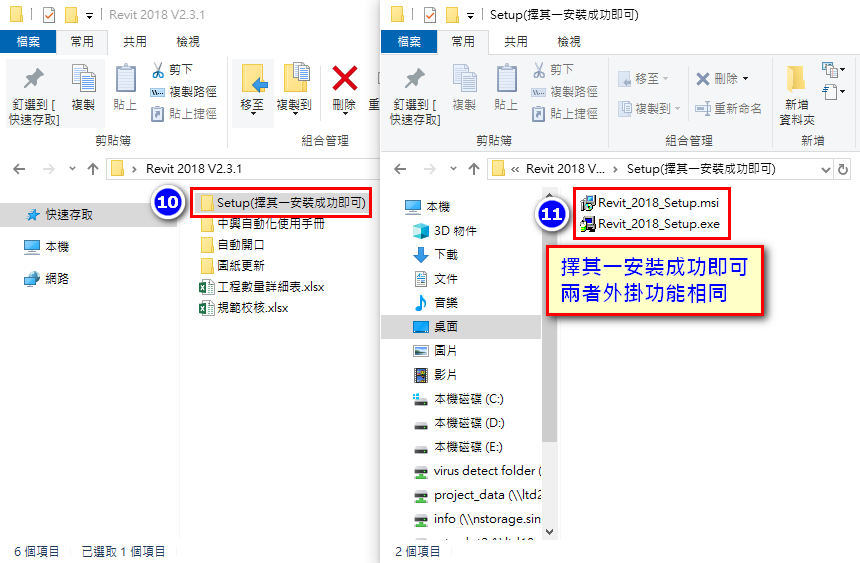 Revit 2018 V2.3.1
檔案
常用
共用
檢視
釘選到 [
快速存取]
複製
貼上
剪下
複製路徑
貼上捷徑
移至
複製到
刪除
重
剪貼簿
組合管理
Revit 2018 V2.3.1
快速存取
本機
網路
10
Setup(擇其一安裝成功即可)
中興自動化使用手冊
自動開口
圖紙更新
工程數量詳細表.xlsx
規範校核.xlsx
6 個項目
已選取 1 個項目
Setup(擇其一安裝成功即可)
檔案
常用
共用
檢視
釘選到 [
快速存取]
複製
貼上
剪下
複製路徑
貼上捷徑
移至
複製到
刪除
重新命名
新增
資料夾
剪貼簿
組合管理
新增
« Revit 2018 V... > Setup(擇其一安裝成功即可)
本機
3D 物件
下載
文件
音樂
桌面
圖片
影片
本機磁碟 (C:)
本機磁碟 (D:)
本機磁碟 (E:)
virus detect folder (
project_data (\\ltd2
info (\\nstorage.sin
11
Revit_2018_Setup.msi
Revit_2018_Setup.exe
擇其一安裝成功即可
兩者外掛功能相同
2 個項目